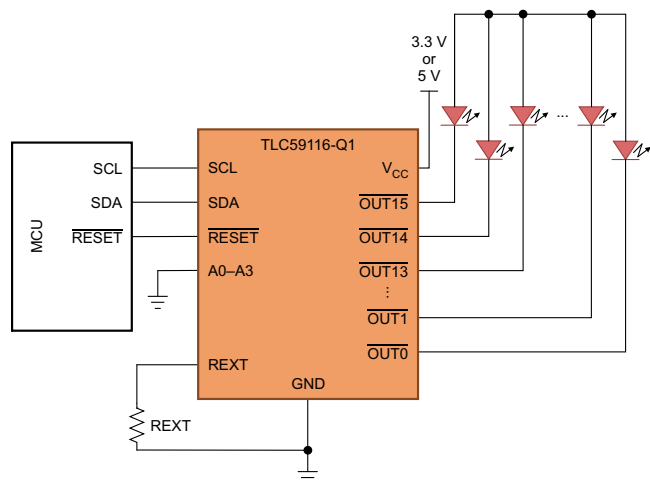 3.3 V
or
5 V
TLC59116-Q1
MCU
SCL
SDA
RESET
SCL
SDA
RESET
A0–A3
REXT
VCC
OUT15
OUT14
OUT13
⋮
OUT1
OUT0
GND
REXT
...